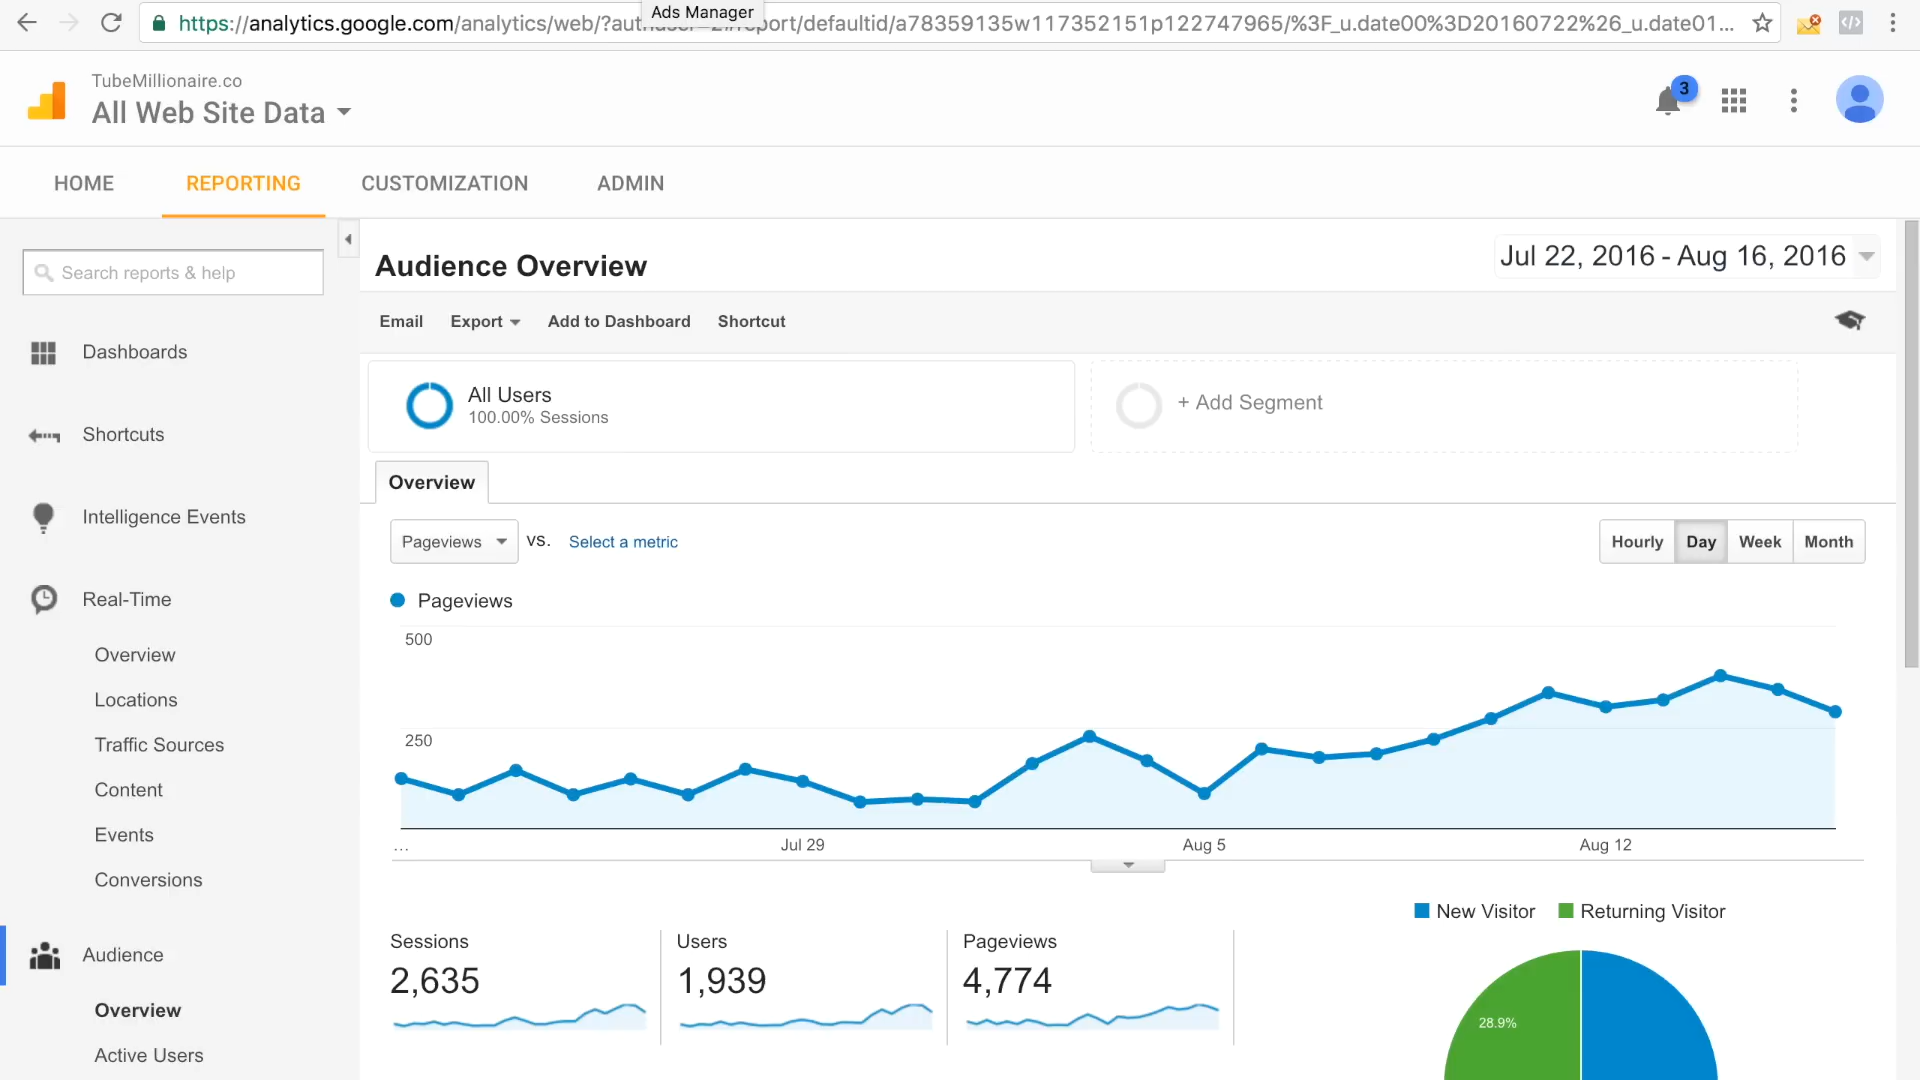 Ads Manager
https://analytics.google.com/analytics/web/?authuser=2#report/defaultid/a78359135w117352151p122747965/%3F_u.date00%3D20160722%26_u.date01...
TubeMillionaire.co
All Web Site Data
3
HOME REPORTING CUSTOMIZATION ADMIN
Search reports & help
Dashboards
Shortcuts
Intelligence Events
Real-Time
Overview
Locations
Traffic Sources
Content
Events
Conversions
Audience
Overview
Active Users
Audience Overview
Jul 22, 2016 - Aug 16, 2016
Email Export Add to Dashboard Shortcut
All Users
100.00% Sessions
+ Add Segment
Overview
Pageviews vs. Select a metric
Hourly Day Week Month
Pageviews
500
250
... Jul 29 Aug 5 Aug 12
Sessions
2,635
Users
1,939
Pageviews
4,774
New Visitor Returning Visitor
28.9%